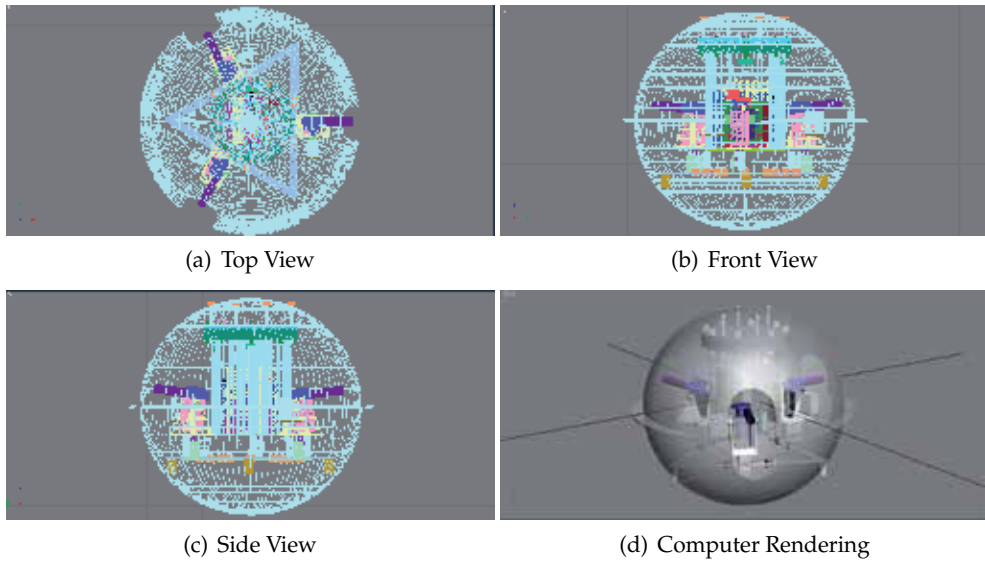 (a) Top View
(b) Front View
(c) Side View
(d) Computer Rendering